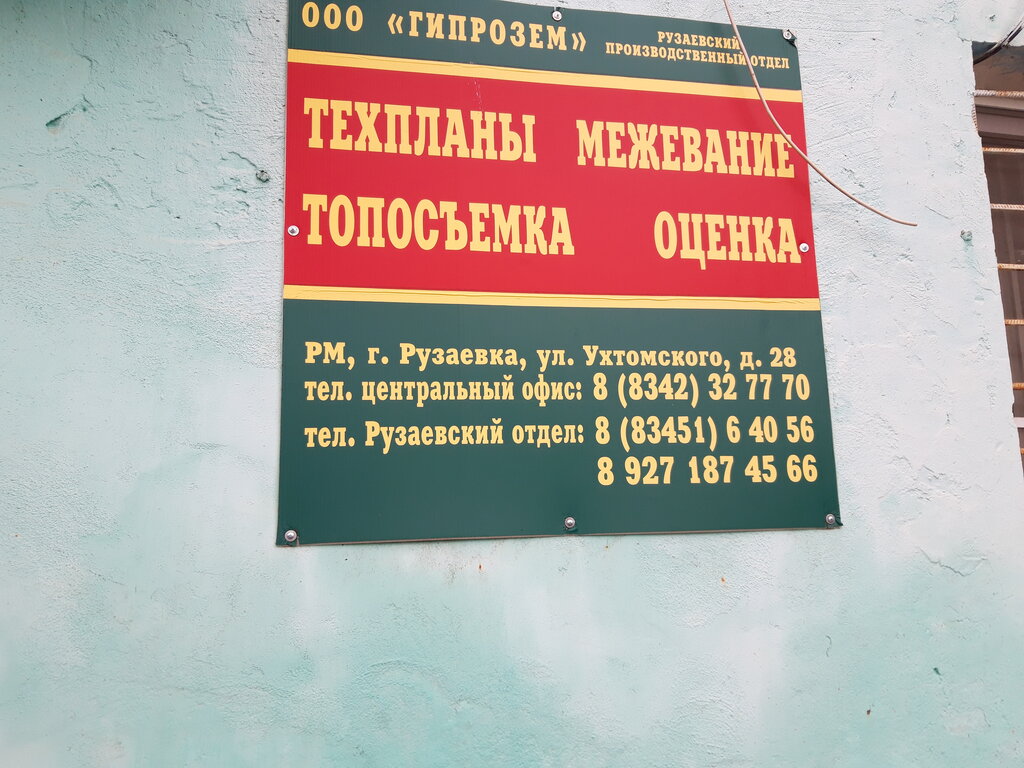 ООО «ГИПРОЗЕМ» РУЗАЕВСКИЙ
ПРОИЗВОДСТВЕННЫЙ ОТДЕЛ
ТЕХПЛАНЫ МЕЖЕВАНИЕ
ТОПОСЪЕМКА ОЦЕНКА
РМ, г. Рузаевка, ул. Ухтомского, д. 28
тел. центральный офис: 8 (8342) 32 77 70
тел. Рузаевский отдел: 8 (83451) 6 40 56
8 927 187 45 66